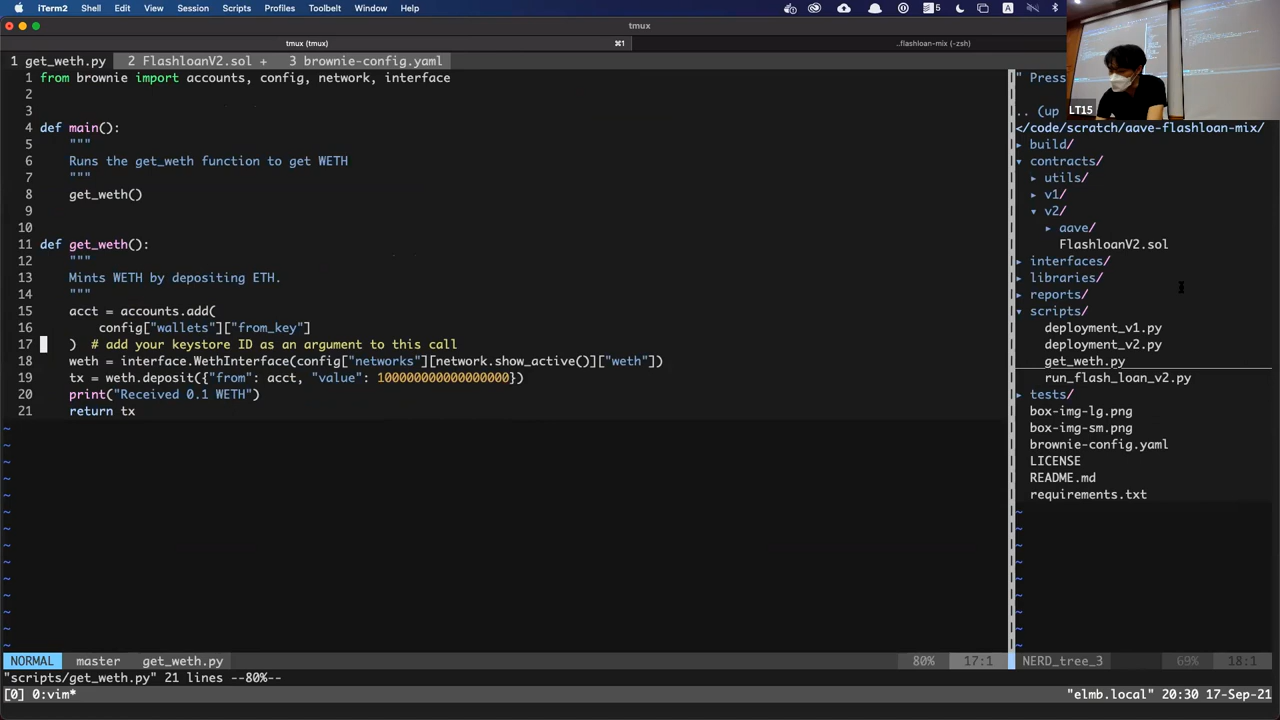 iTerm2 Shell Edit View Session Scripts Profiles Toolbelt Window Help 5 A
tmux
tmux (tmux) ⌘1 ..flashloan-mix (-zsh)
1 get_weth.py 2 FlashloanV2.sol + 3 brownie-config.yaml
1 from brownie import accounts, config, network, interface
2
3
4 def main():
5 """
6 Runs the get_weth function to get WETH
7 """
8 get_weth()
9
10
11 def get_weth():
12 """
13 Mints WETH by depositing ETH.
14 """
15 acct = accounts.add(
16 config["wallets"]["from_key"]
17 ) # add your keystore ID as an argument to this call
18 weth = interface.WethInterface(config["networks"][network.show_active()]["weth"])
19 tx = weth.deposit({"from": acct, "value": 100000000000000000})
20 print("Received 0.1 WETH")
21 return tx
~
~
~
~
~
~
~
~
~
~
~
~
~
~
NORMAL master get_weth.py 80% 17:1
"scripts/get_weth.py" 21 lines --80%--
[0] 0:vim* "elmb.local" 20:30 17-Sep-21
LT15
" Press
.. (up
</code/scratch/aave-flashloan-mix/
▸ build/
▾ contracts/
▸ utils/
▸ v1/
▾ v2/
▸ aave/
FlashloanV2.sol
▸ interfaces/
▸ libraries/
▸ reports/
▾ scripts/
deployment_v1.py
deployment_v2.py
get_weth.py
run_flash_loan_v2.py
▸ tests/
box-img-lg.png
box-img-sm.png
brownie-config.yaml
LICENSE
README.md
requirements.txt
~
~
~
~
~
~
~
~
~
NERD_tree_3 69% 18:1